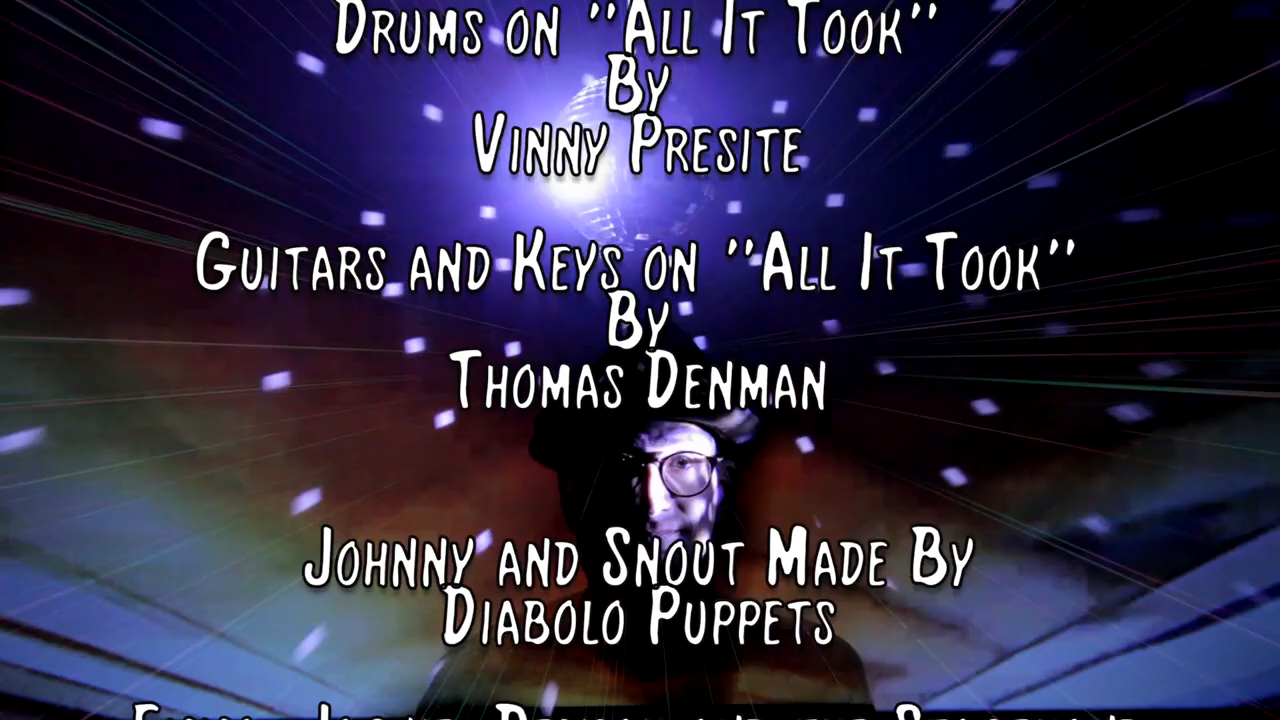 Drums on "All It Took"
By
Vinny Presite
Guitars and Keys on "All It Took"
By
Thomas Denman
Johnny and Snout Made By
Diabolo Puppets